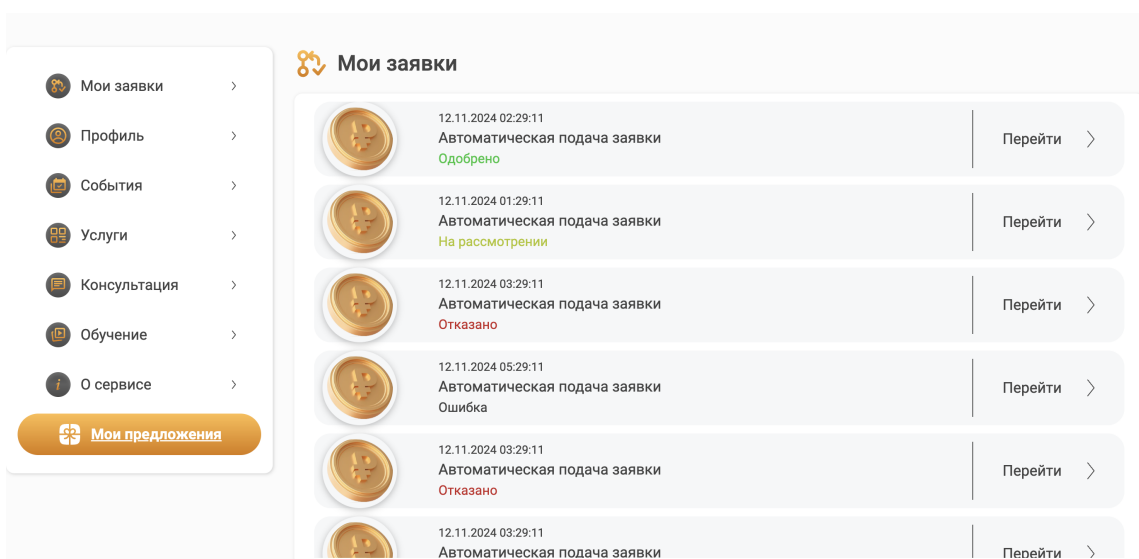 Мои заявки
Профиль
События
Услуги
Консультация
Обучение
О сервисе
Мои предложения
Мои заявки
12.11.2024 02:29:11
Автоматическая подача заявки
Одобрено
Перейти
12.11.2024 01:29:11
Автоматическая подача заявки
На рассмотрении
Перейти
12.11.2024 03:29:11
Автоматическая подача заявки
Отказано
Перейти
12.11.2024 05:29:11
Автоматическая подача заявки
Ошибка
Перейти
12.11.2024 03:29:11
Автоматическая подача заявки
Отказано
Перейти
12.11.2024 03:29:11
Автоматическая подача заявки
Перейти